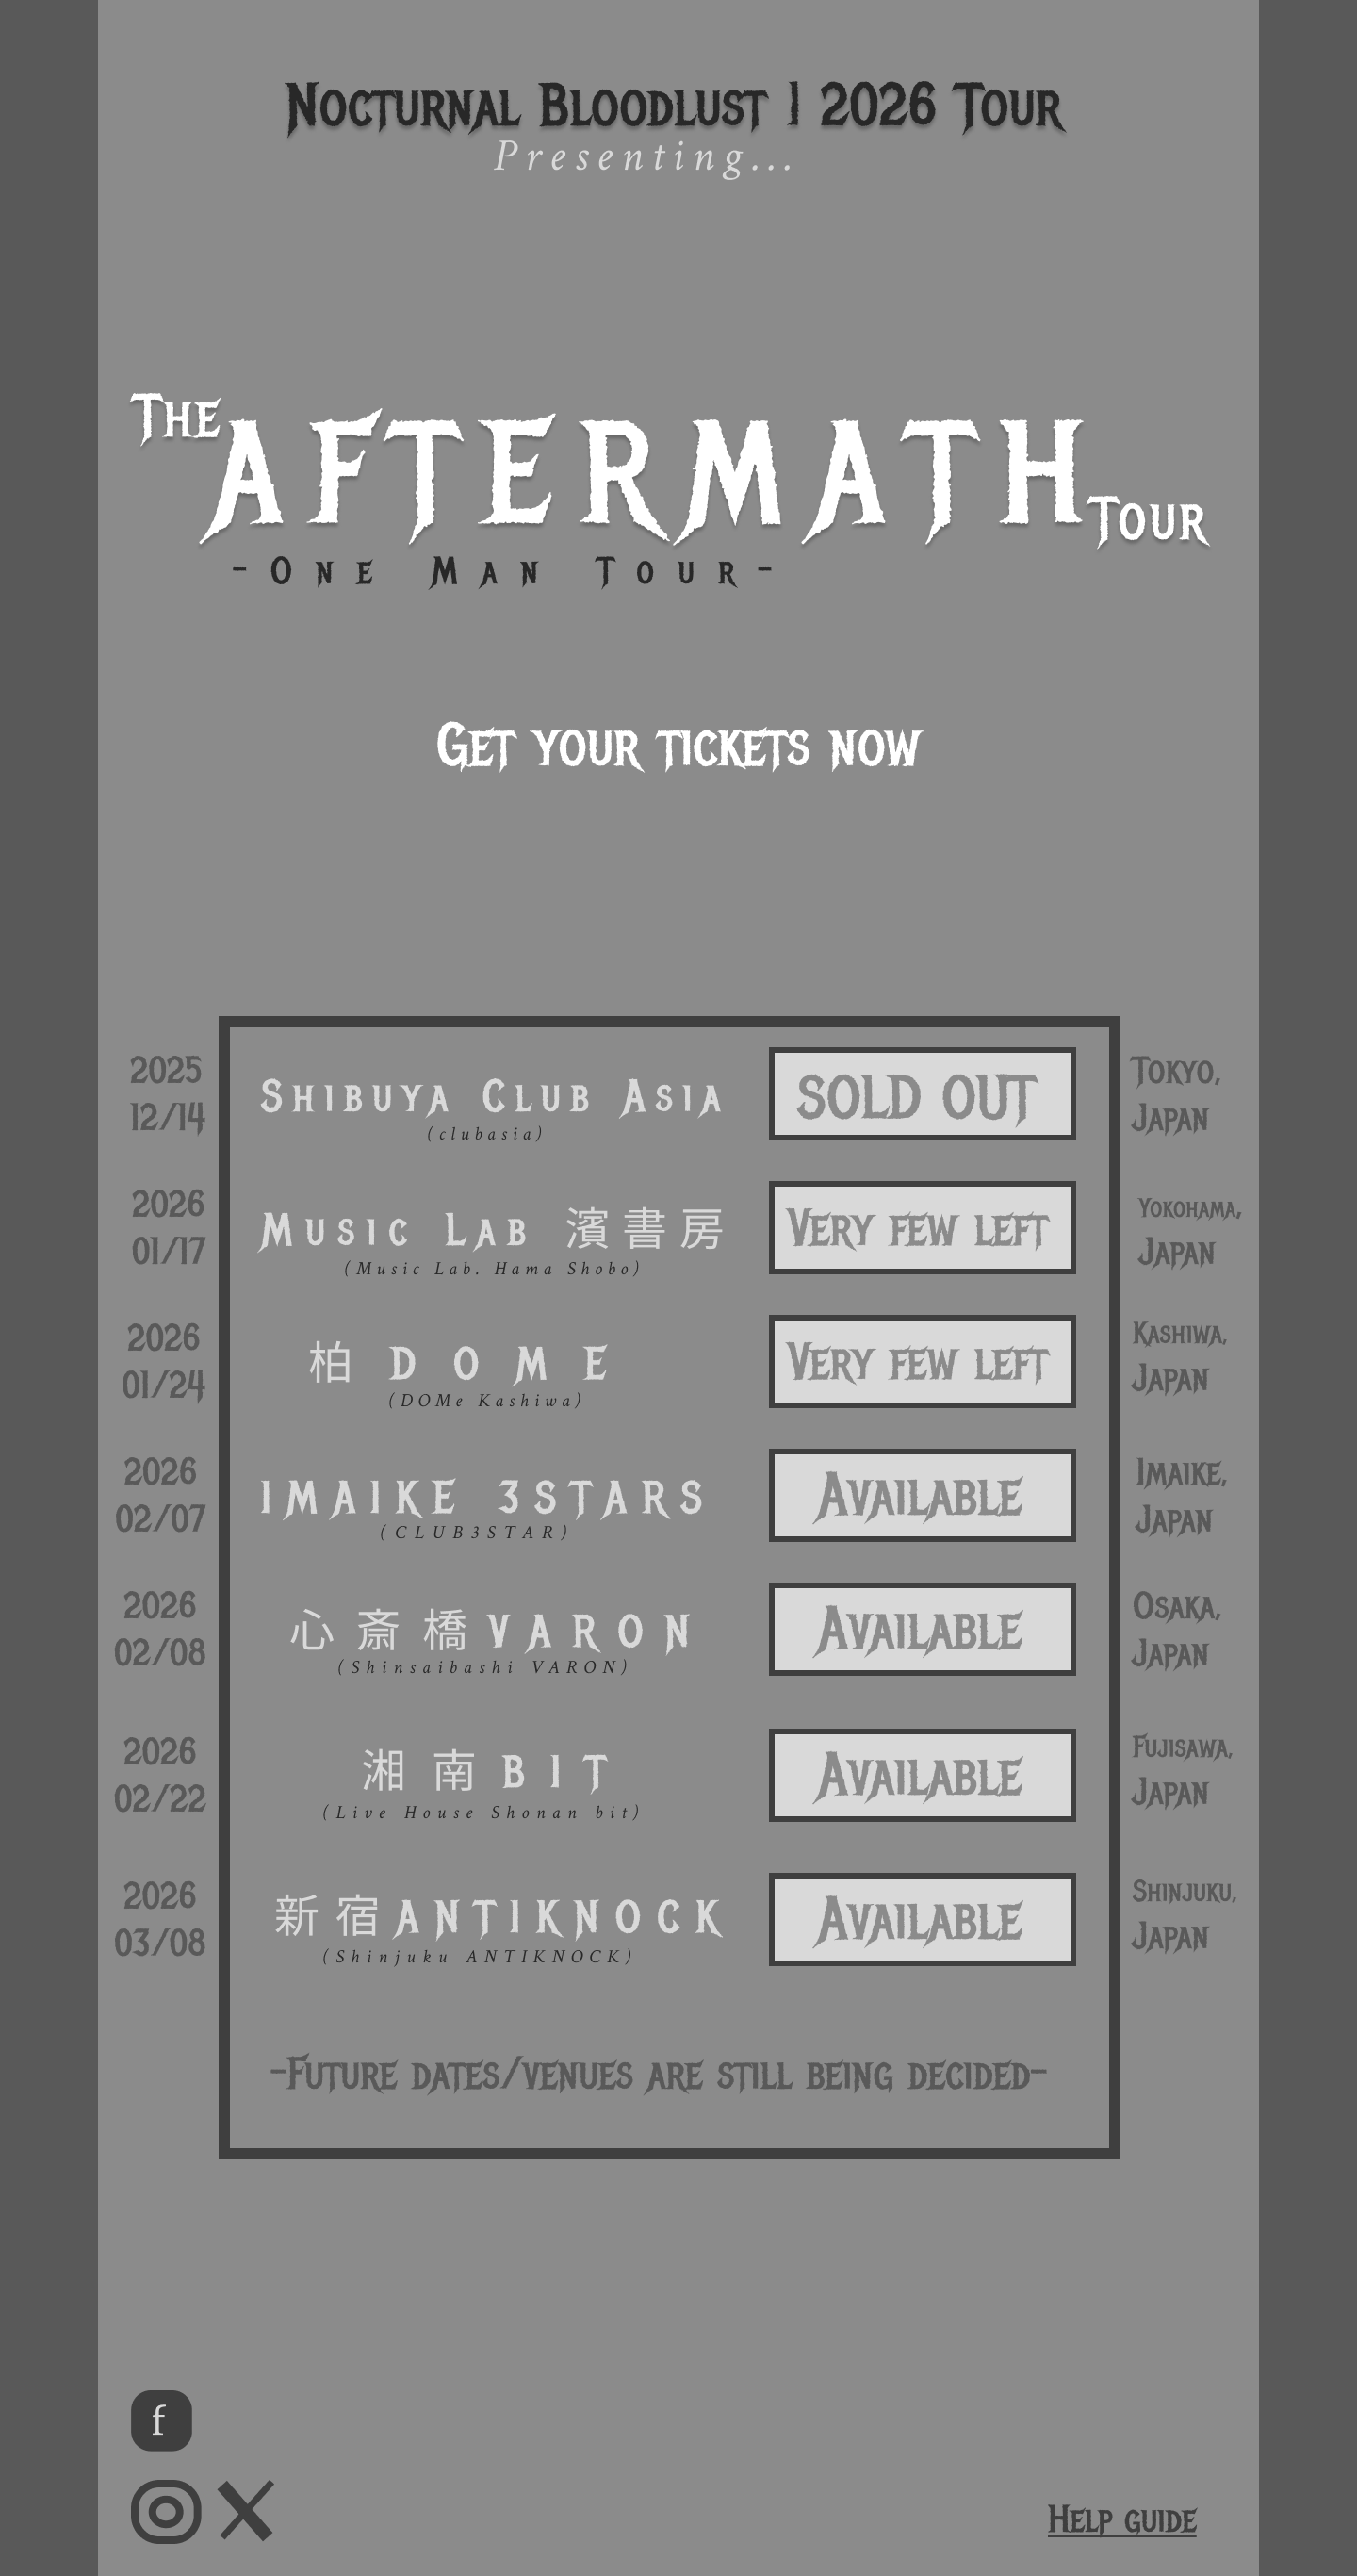 Nocturnal Bloodlust | 2026 Tour
Presenting...
The AFTERMATH Tour
-One Man Tour-
Get your tickets now
2025
12/14
Shibuya Club Asia
(clubasia)
SOLD OUT
Tokyo,
Japan
2026
01/17
Music Lab 濱書房
(Music Lab. Hama Shobo)
Very few left
Yokohama,
Japan
2026
01/24
柏 DOME
(DOMe Kashiwa)
Very few left
Kashiwa,
Japan
2026
02/07
IMAIKE 3STARS
(CLUB3STAR)
Available
Imaike,
Japan
2026
02/08
心斎橋VARON
(Shinsaibashi VARON)
Available
Osaka,
Japan
2026
02/22
湘南BIT
(Live House Shonan bit)
Available
Fujisawa,
Japan
2026
03/08
新宿ANTIKNOCK
(Shinjuku ANTIKNOCK)
Available
Shinjuku,
Japan
-Future dates/venues are still being decided-
f
Help guide